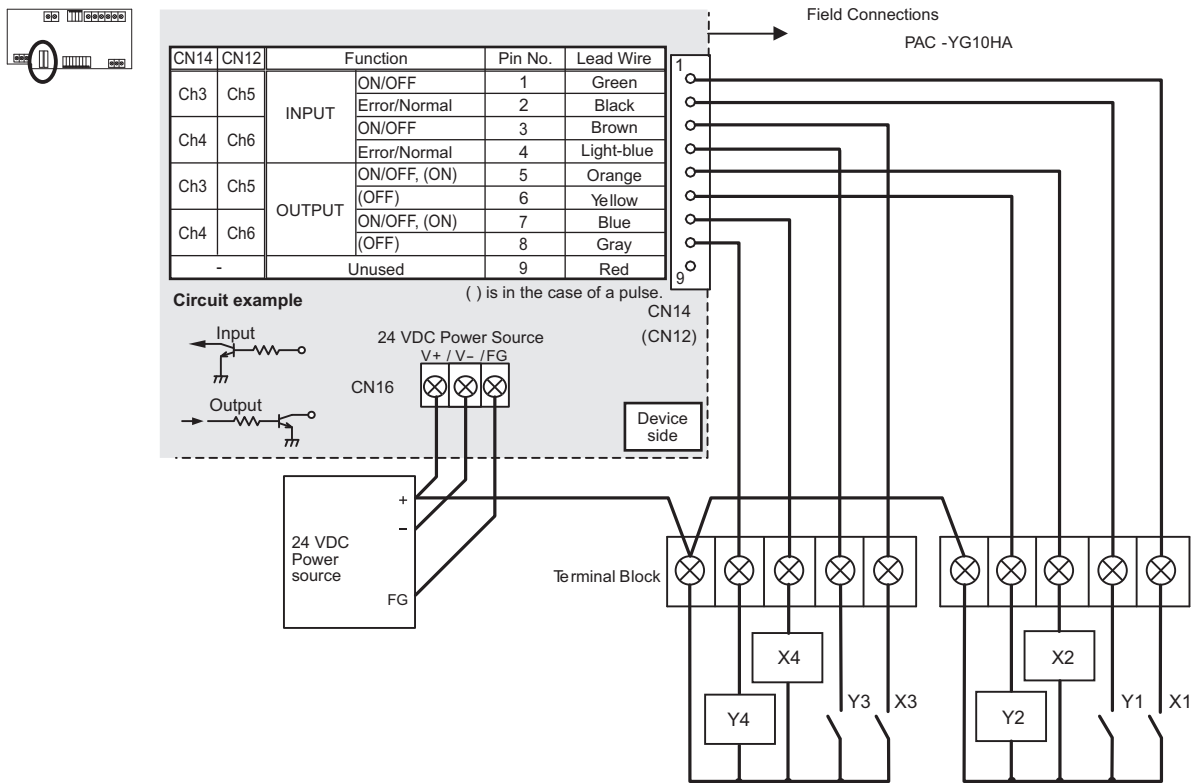 Field Connections
PAC -YG10HA
CN14 CN12 Function Pin No. Lead Wire
Ch3 Ch5 INPUT ON/OFF 1 Green
Error/Normal 2 Black
Ch4 Ch6 ON/OFF 3 Brown
Error/Normal 4 Light-blue
Ch3 Ch5 OUTPUT ON/OFF, (ON) 5 Orange
(OFF) 6 Yellow
Ch4 Ch6 ON/OFF, (ON) 7 Blue
(OFF) 8 Gray
- Unused 9 Red
1
9
( ) is in the case of a pulse.
CN14
(CN12)
Circuit example
Input
Output
24 VDC Power Source
V+ / V- /FG
CN16
Device
side
+
-
24 VDC
Power
source
FG
Terminal Block
X4
X2
Y3 X3
Y1 X1
Y4
Y2